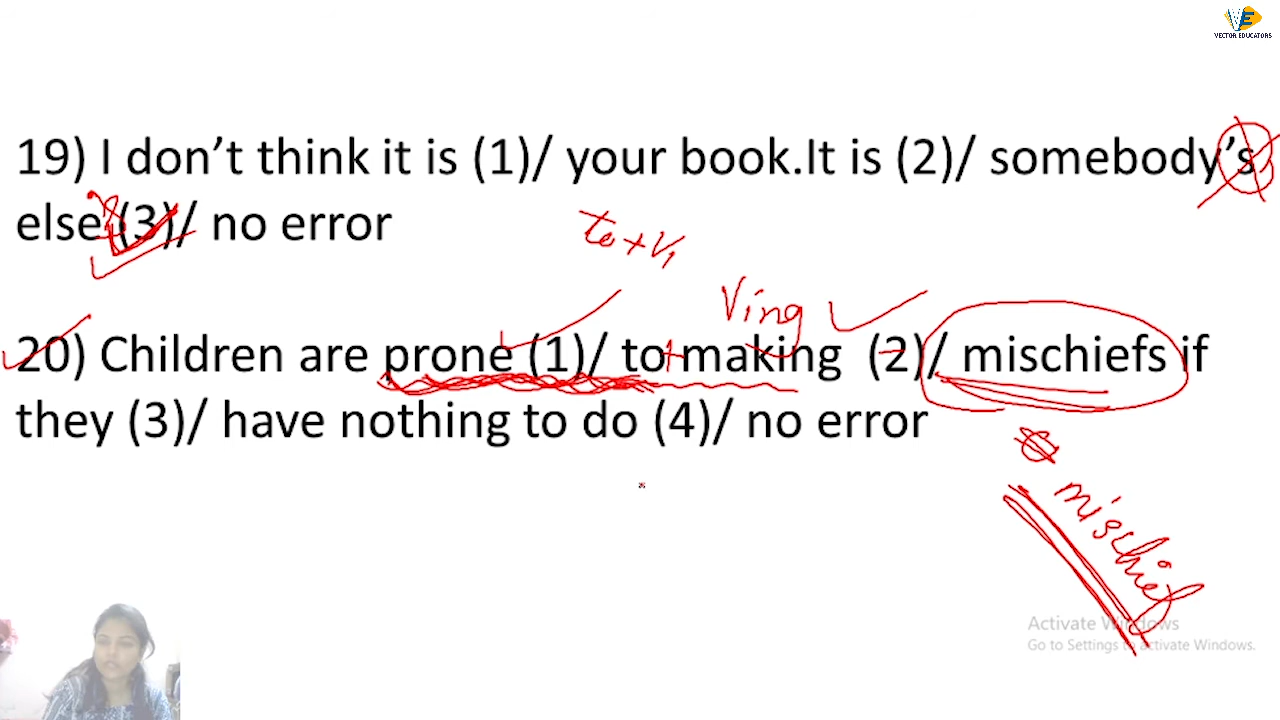 VE
VECTOR EDUCATORS
19) I don't think it is (1)/ your book.It is (2)/ somebody's
else (3)/ no error
to+V1
Ving
20) Children are prone (1)/ to+making (2)/ mischiefs if
they (3)/ have nothing to do (4)/ no error
mischief
Activate Windows
Go to Settings to activate Windows.